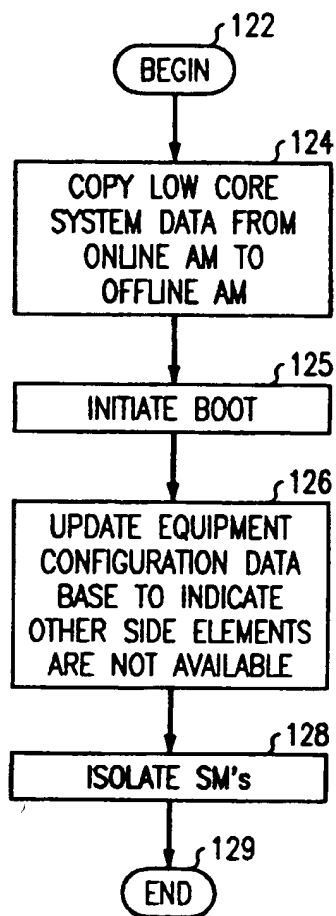 122
BEGIN
124
COPY LOW CORE
SYSTEM DATA FROM
ONLINE AM TO
OFFLINE AM
125
INITIATE BOOT
126
UPDATE EQUIPMENT
CONFIGURATION DATA
BASE TO INDICATE
OTHER SIDE ELEMENTS
ARE NOT AVAILABLE
128
ISOLATE SM's
129
END